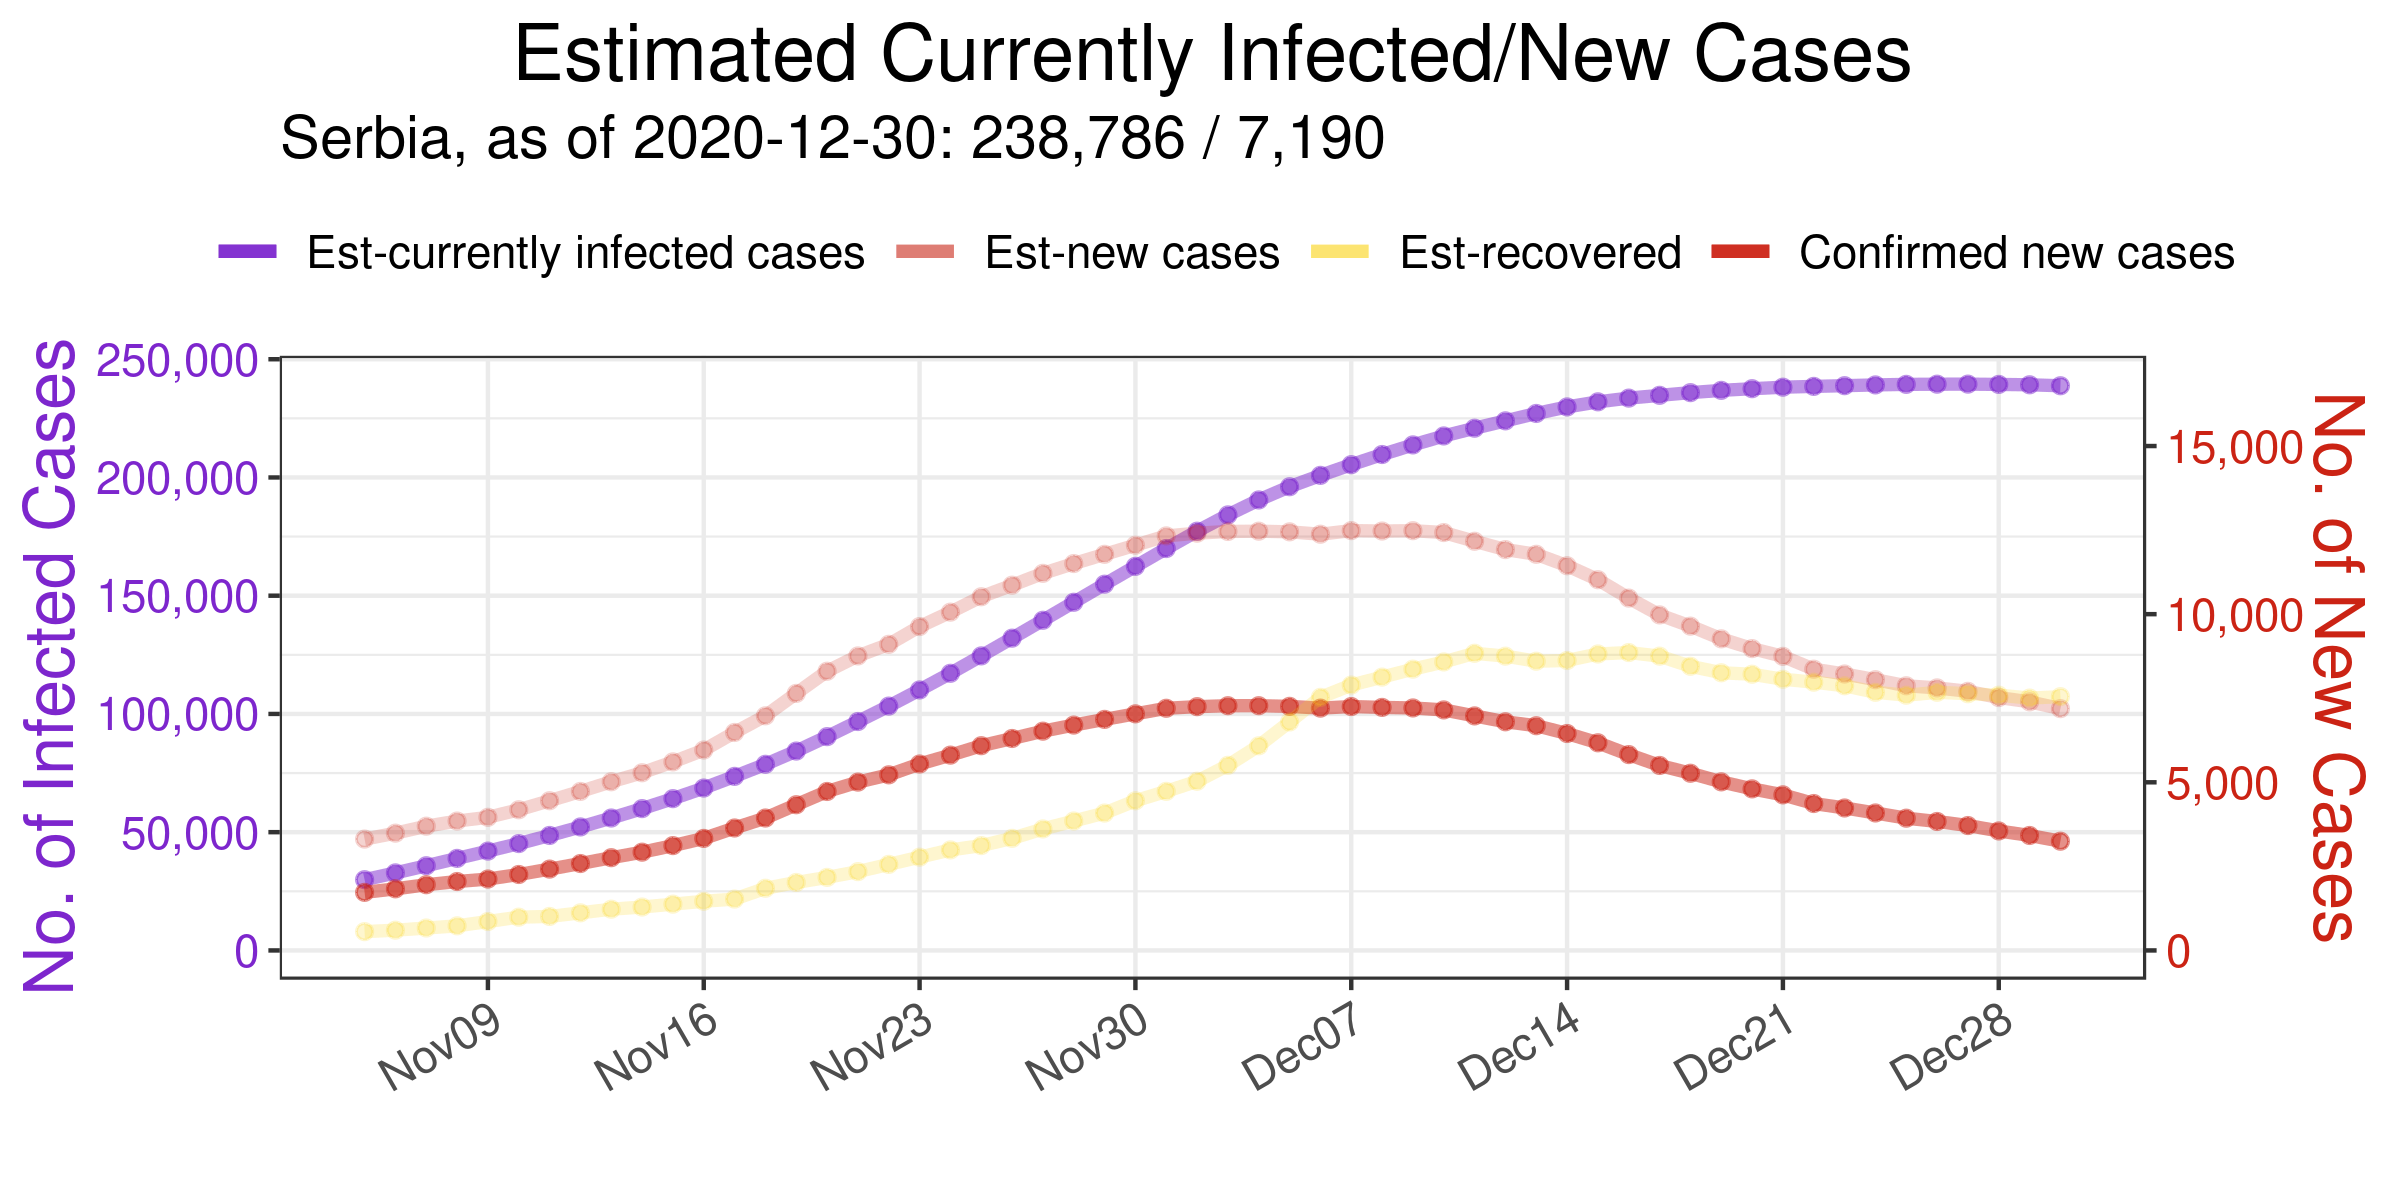 Estimated Currently Infected/New Cases
Serbia, as of 2020-12-30: 238,786 / 7,190
Est-currently infected cases Est-new cases Est-recovered Confirmed new cases
No. of Infected Cases
250,000
200,000
150,000
100,000
50,000
0
15,000
10,000
5,000
0
No. of New Cases
Nov09 Nov16 Nov23 Nov30 Dec07 Dec14 Dec21 Dec28